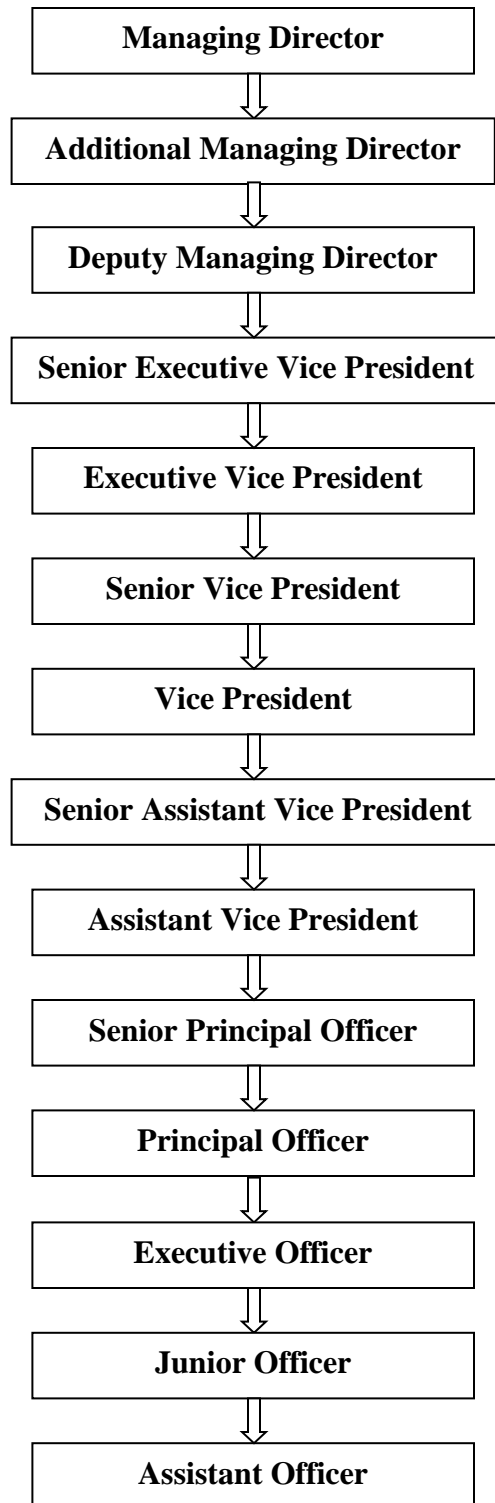 Managing Director
Additional Managing Director
Deputy Managing Director
Senior Executive Vice President
Executive Vice President
Senior Vice President
Vice President
Senior Assistant Vice President
Assistant Vice President
Senior Principal Officer
Principal Officer
Executive Officer
Junior Officer
Assistant Officer